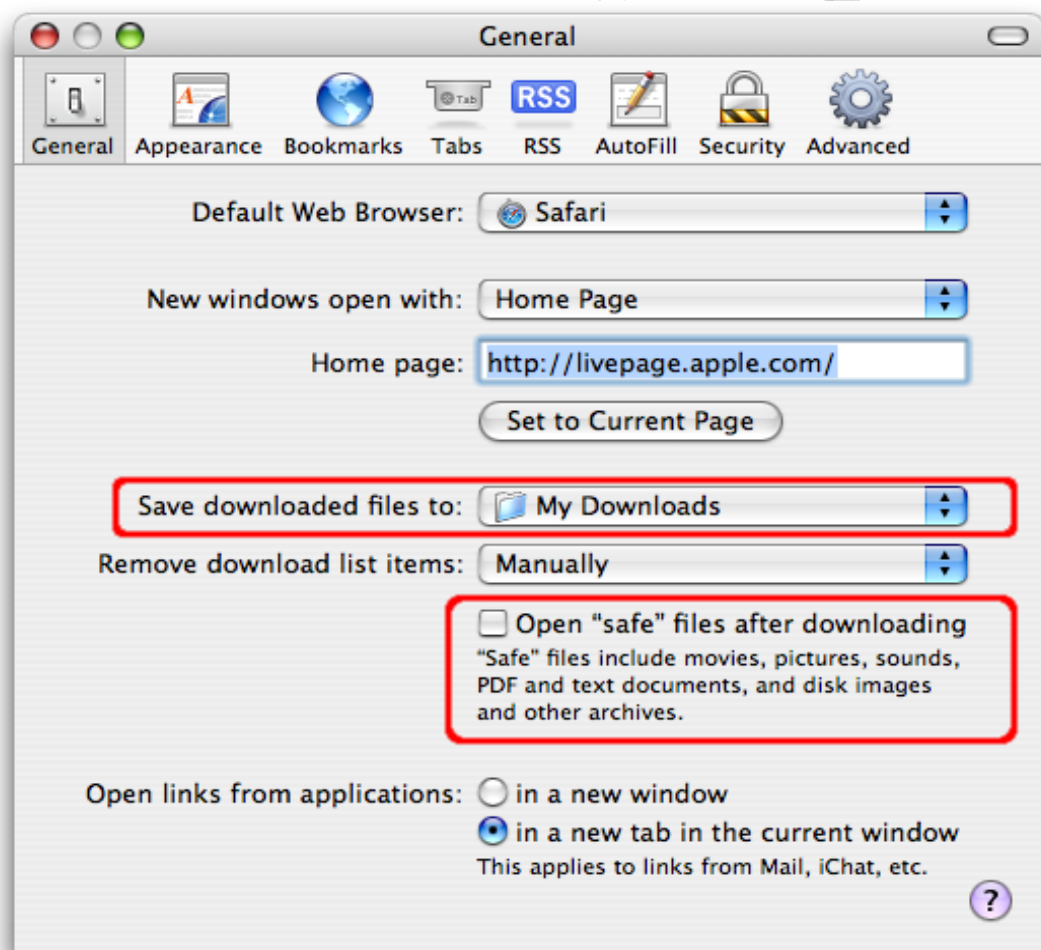 General
Tab
RSS
General Appearance Bookmarks Tabs RSS AutoFill Security Advanced
Default Web Browser: Safari
New windows open with: Home Page
Home page: http://livepage.apple.com/
Set to Current Page
Save downloaded files to: My Downloads
Remove download list items: Manually
Open “safe” files after downloading
“Safe” files include movies, pictures, sounds,
PDF and text documents, and disk images
and other archives.
Open links from applications: in a new window
in a new tab in the current window
This applies to links from Mail, iChat, etc.
?